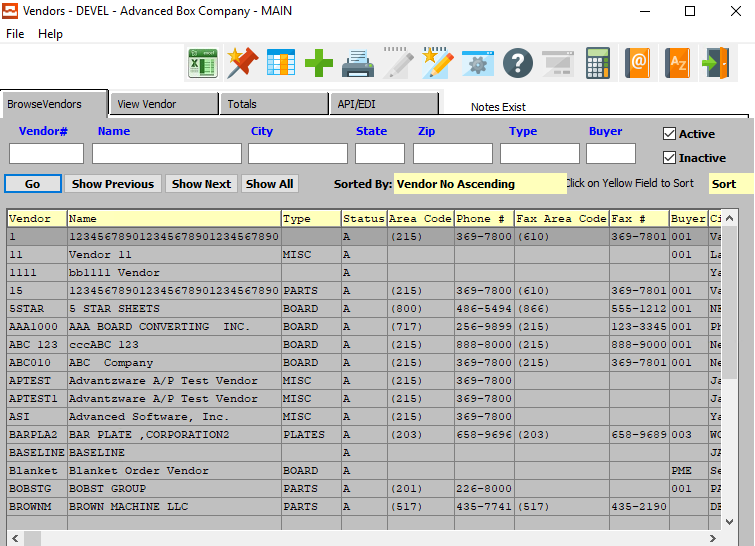 Vendors - DEVEL - Advanced Box Company - MAIN
File Help
BrowseVendors View Vendor Totals API/EDI Notes Exist
Vendor# Name City State Zip Type Buyer Active
Inactive
Go Show Previous Show Next Show All Sorted By: Vendor No Ascending Click on Yellow Field to Sort Sort
Vendor Name Type Status Area Code Phone # Fax Area Code Fax # Buyer Ci
1 123456789012345678901234567890 A (215) 369-7800 (610) 369-7801 001 Va
11 Vendor 11 MISC A 001 La
1111 bb1111 Vendor A Ya
15 123456789012345678901234567890 PARTS A (215) 369-7800 (610) 369-7801 001 Va
5STAR 5 STAR SHEETS BOARD A (800) 486-5494 (866) 555-1212 001 NE
AAA1000 AAA BOARD CONVERTING INC. BOARD A (717) 256-9899 (215) 123-3345 001 Ph
ABC 123 cccABC 123 BOARD A (215) 888-8000 (215) 888-9000 001 Ne
ABC010 ABC Company BOARD A (215) 369-7800 (215) 369-7801 001 Ne
APTEST Advantzware A/P Test Vendor MISC A (215) 369-7800 Ja
APTEST1 Advantzware A/P Test Vendor MISC A (215) 369-7800 Ja
ASI Advanced Software, Inc. MISC A (215) 369-7800 Ya
BARPLA2 BAR PLATE ,CORPORATION2 PLATES A (203) 658-9696 (203) 658-9689 003 WO
BASELINE BASELINE A JA
Blanket Blanket Order Vendor BOARD A PME Se
BOBSTG BOBST GROUP PARTS A (201) 226-8000 001 PA
BROWNM BROWN MACHINE LLC PARTS A (517) 435-7741 (517) 435-2190 DE